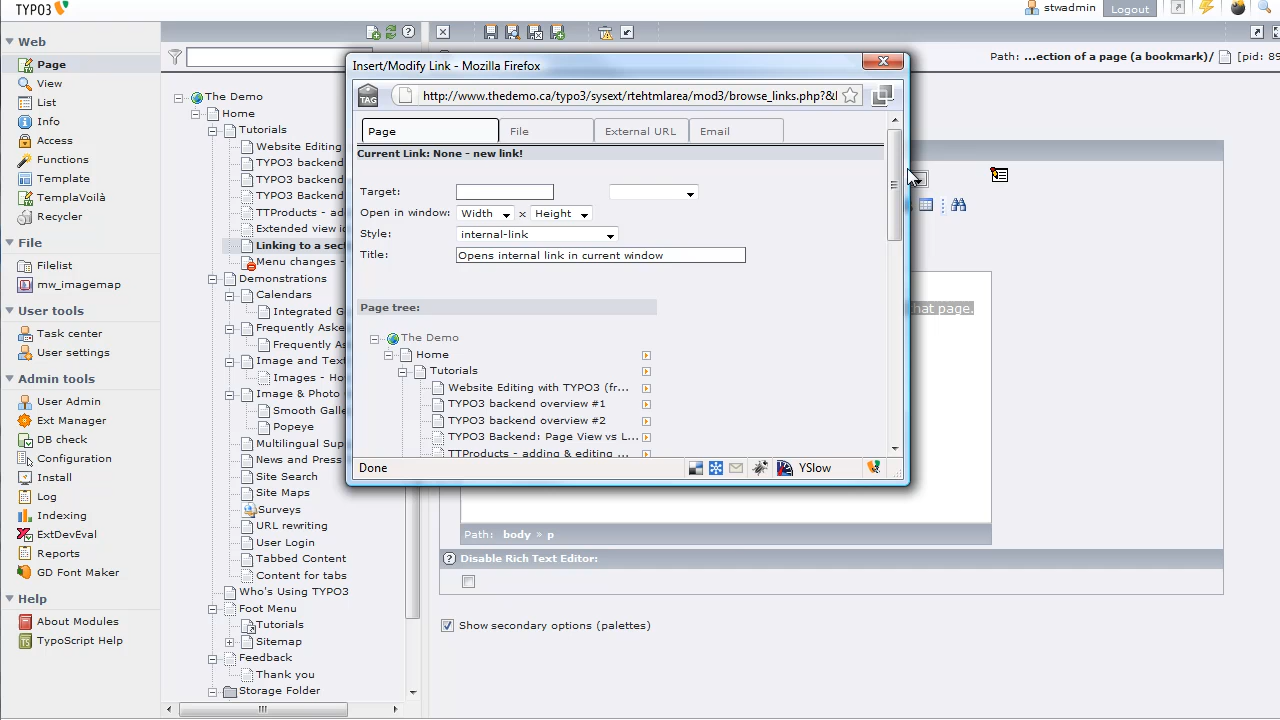 TYPO3
stwadmin
Logout
Web
Page
View
List
Info
Access
Functions
Template
TemplaVoilà
Recycler
File
Filelist
mw_imagemap
User tools
Task center
User settings
Admin tools
User Admin
Ext Manager
DB check
Configuration
Install
Log
Indexing
ExtDevEval
Reports
GD Font Maker
Help
About Modules
TypoScript Help
The Demo
Home
Tutorials
Website Editing
TYPO3 backend
TYPO3 backend
TYPO3 Backend
TTProducts - ad
Extended view ic
Linking to a sec
Menu changes -
Demonstrations
Calendars
Integrated G
Frequently Aske
Frequently As
Image and Text
Images - Ho
Image & Photo
Smooth Galle
Popeye
Multilingual Sup
News and Press
Site Search
Site Maps
Surveys
URL rewriting
User Login
Tabbed Content
Content for tabs
Who's Using TYPO3
Foot Menu
Tutorials
Sitemap
Feedback
Thank you
Storage Folder
Path: ...ection of a page (a bookmark)/ [pid: 89
Insert/Modify Link - Mozilla Firefox
TAG http://www.thedemo.ca/typo3/sysext/rtehtmlarea/mod3/browse_links.php?&l
Page File External URL Email
Current Link: None - new link!
Target:
Open in window: Width × Height
Style: internal-link
Title: Opens internal link in current window
Page tree:
The Demo
Home
Tutorials
Website Editing with TYPO3 (fr...
TYPO3 backend overview #1
TYPO3 backend overview #2
TYPO3 Backend: Page View vs L...
TTProducts - adding & editing ...
Done YSlow
that page.
Path: body » p
Disable Rich Text Editor:
Show secondary options (palettes)